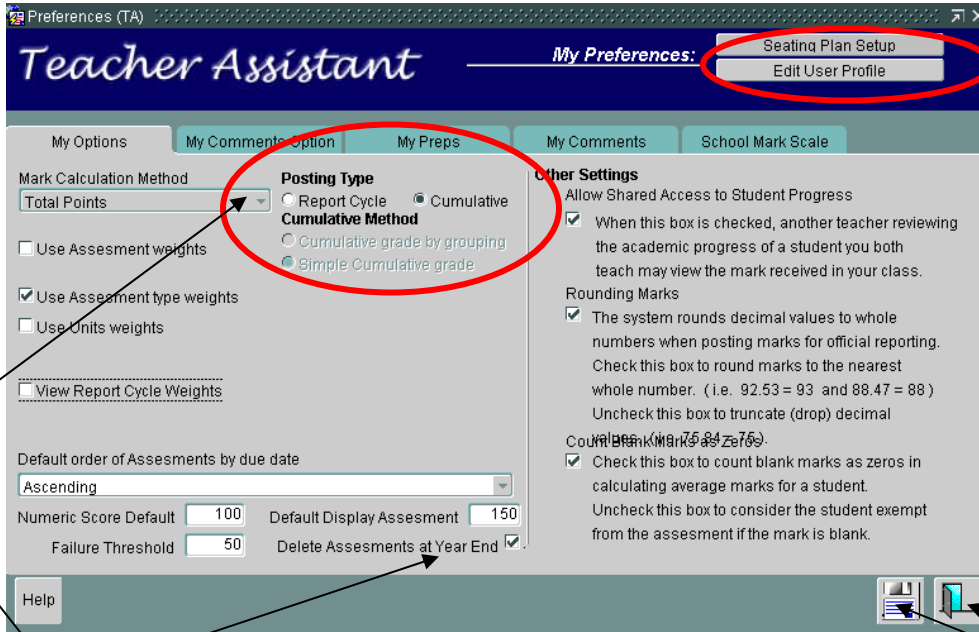 Preferences (TA)
Teacher Assistant
My Preferences:
Seating Plan Setup
Edit User Profile
My Options
My Comments Option
My Preps
My Comments
School Mark Scale
Mark Calculation Method
Total Points
Use Assesment weights
Use Assesment type weights
Use Units weights
View Report Cycle Weights
Posting Type
Report Cycle
Cumulative
Cumulative Method
Cumulative grade by grouping
Simple Cumulative grade
Default order of Assesments by due date
Ascending
Numeric Score Default 100
Default Display Assesment 150
Failure Threshold 50
Delete Assesments at Year End
Other Settings
Allow Shared Access to Student Progress
When this box is checked, another teacher reviewing
the academic progress of a student you both
teach may view the mark received in your class.
Rounding Marks
The system rounds decimal values to whole
numbers when posting marks for official reporting.
Check this box to round marks to the nearest
whole number. (i.e. 92.53 = 93 and 88.47 = 88)
Uncheck this box to truncate (drop) decimal
values. (i.e. 75.84 = 75).
Count Blank Marks as Zeros
Check this box to count blank marks as zeros in
calculating average marks for a student.
Uncheck this box to consider the student exempt
from the assesment if the mark is blank.
Help